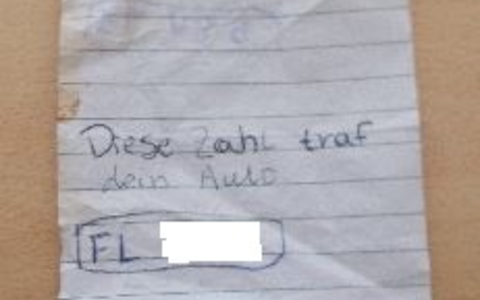 Diese Zahl traf
dein Auto
FL